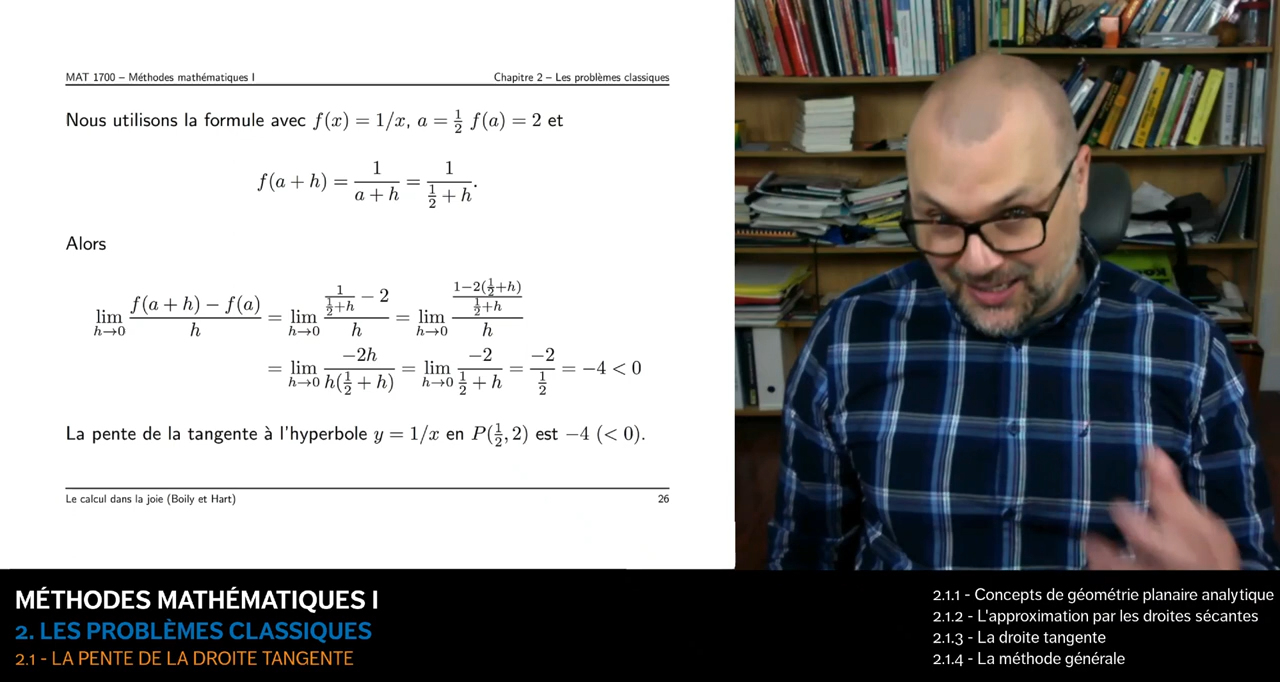 MAT 1700 – Méthodes mathématiques I
Chapitre 2 – Les problèmes classiques
Nous utilisons la formule avec f(x) = 1/x, a = 1/2 f(a) = 2 et
f(a + h) = 1/(a + h) = 1/(1/2 + h).
Alors
lim h→0 (f(a + h) − f(a))/h = lim h→0 (1/(1/2+h) − 2)/h = lim h→0 ((1−2(1/2+h))/(1/2+h))/h
= lim h→0 −2h/(h(1/2 + h)) = lim h→0 −2/(1/2 + h) = −2/(1/2) = −4 < 0
La pente de la tangente à l'hyperbole y = 1/x en P(1/2, 2) est −4 (< 0).
Le calcul dans la joie (Boily et Hart)
26
MÉTHODES MATHÉMATIQUES I
2. LES PROBLÈMES CLASSIQUES
2.1 - LA PENTE DE LA DROITE TANGENTE
2.1.1 - Concepts de géométrie planaire analytique
2.1.2 - L'approximation par les droites sécantes
2.1.3 - La droite tangente
2.1.4 - La méthode générale